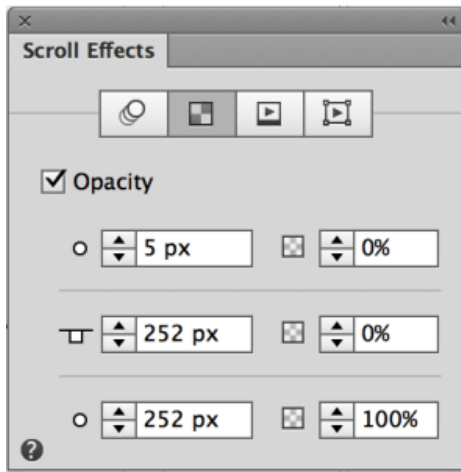 Scroll Effects
Opacity
5 px 0%
252 px 0%
252 px 100%
?